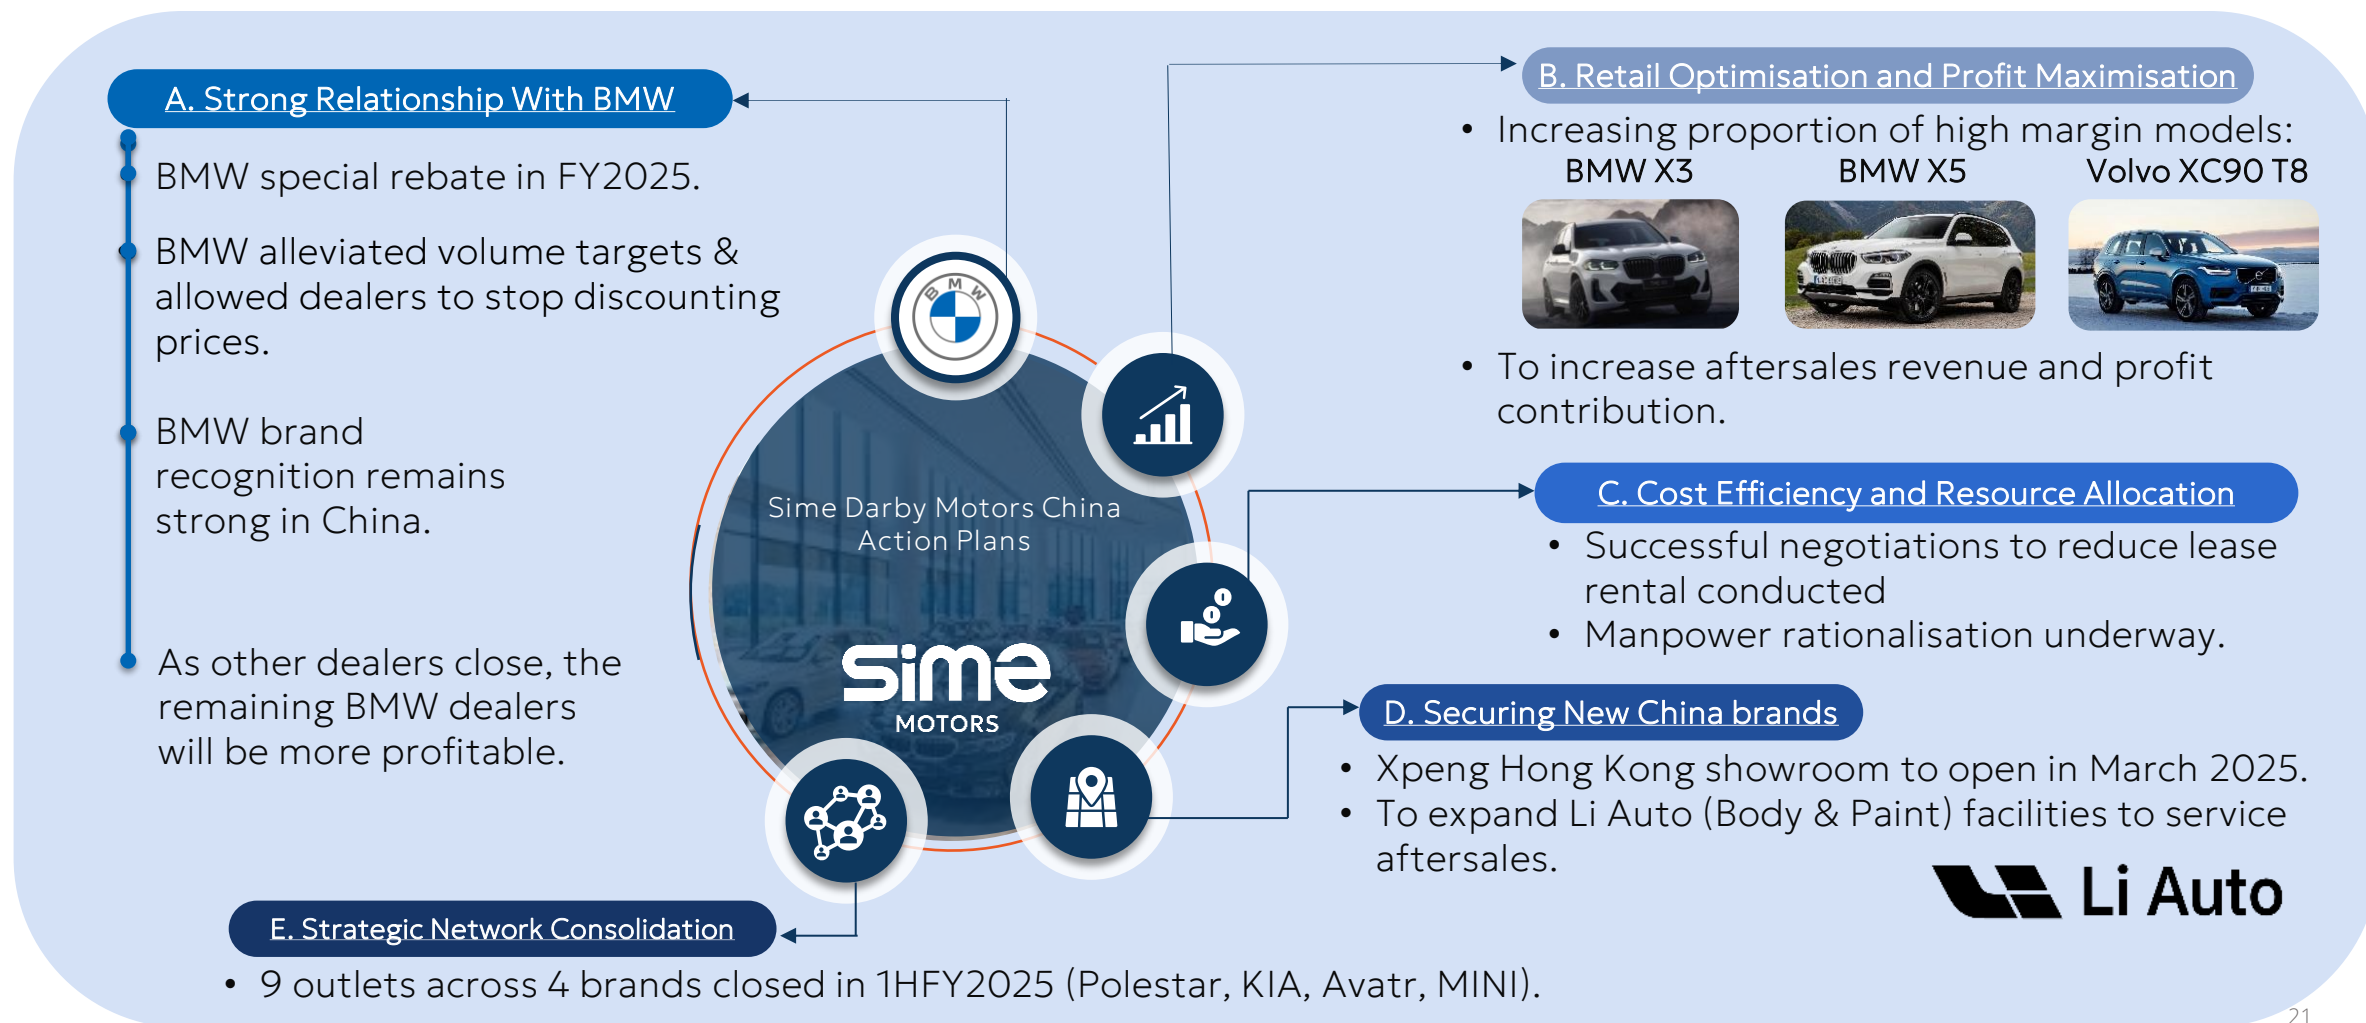 A. Strong Relationship With BMW
BMW special rebate in FY2025.
BMW alleviated volume targets &
allowed dealers to stop discounting
prices.
BMW brand
recognition remains
strong in China.
As other dealers close, the
remaining BMW dealers
will be more profitable.
BMW
Sime Darby Motors China
Action Plans
sime
MOTORS
B. Retail Optimisation and Profit Maximisation
• Increasing proportion of high margin models:
BMW X3 BMW X5 Volvo XC90 T8
• To increase aftersales revenue and profit
contribution.
C. Cost Efficiency and Resource Allocation
• Successful negotiations to reduce lease
rental conducted
• Manpower rationalisation underway.
D. Securing New China brands
• Xpeng Hong Kong showroom to open in March 2025.
• To expand Li Auto (Body & Paint) facilities to service
aftersales.
Li Auto
E. Strategic Network Consolidation
• 9 outlets across 4 brands closed in 1HFY2025 (Polestar, KIA, Avatr, MINI).
21